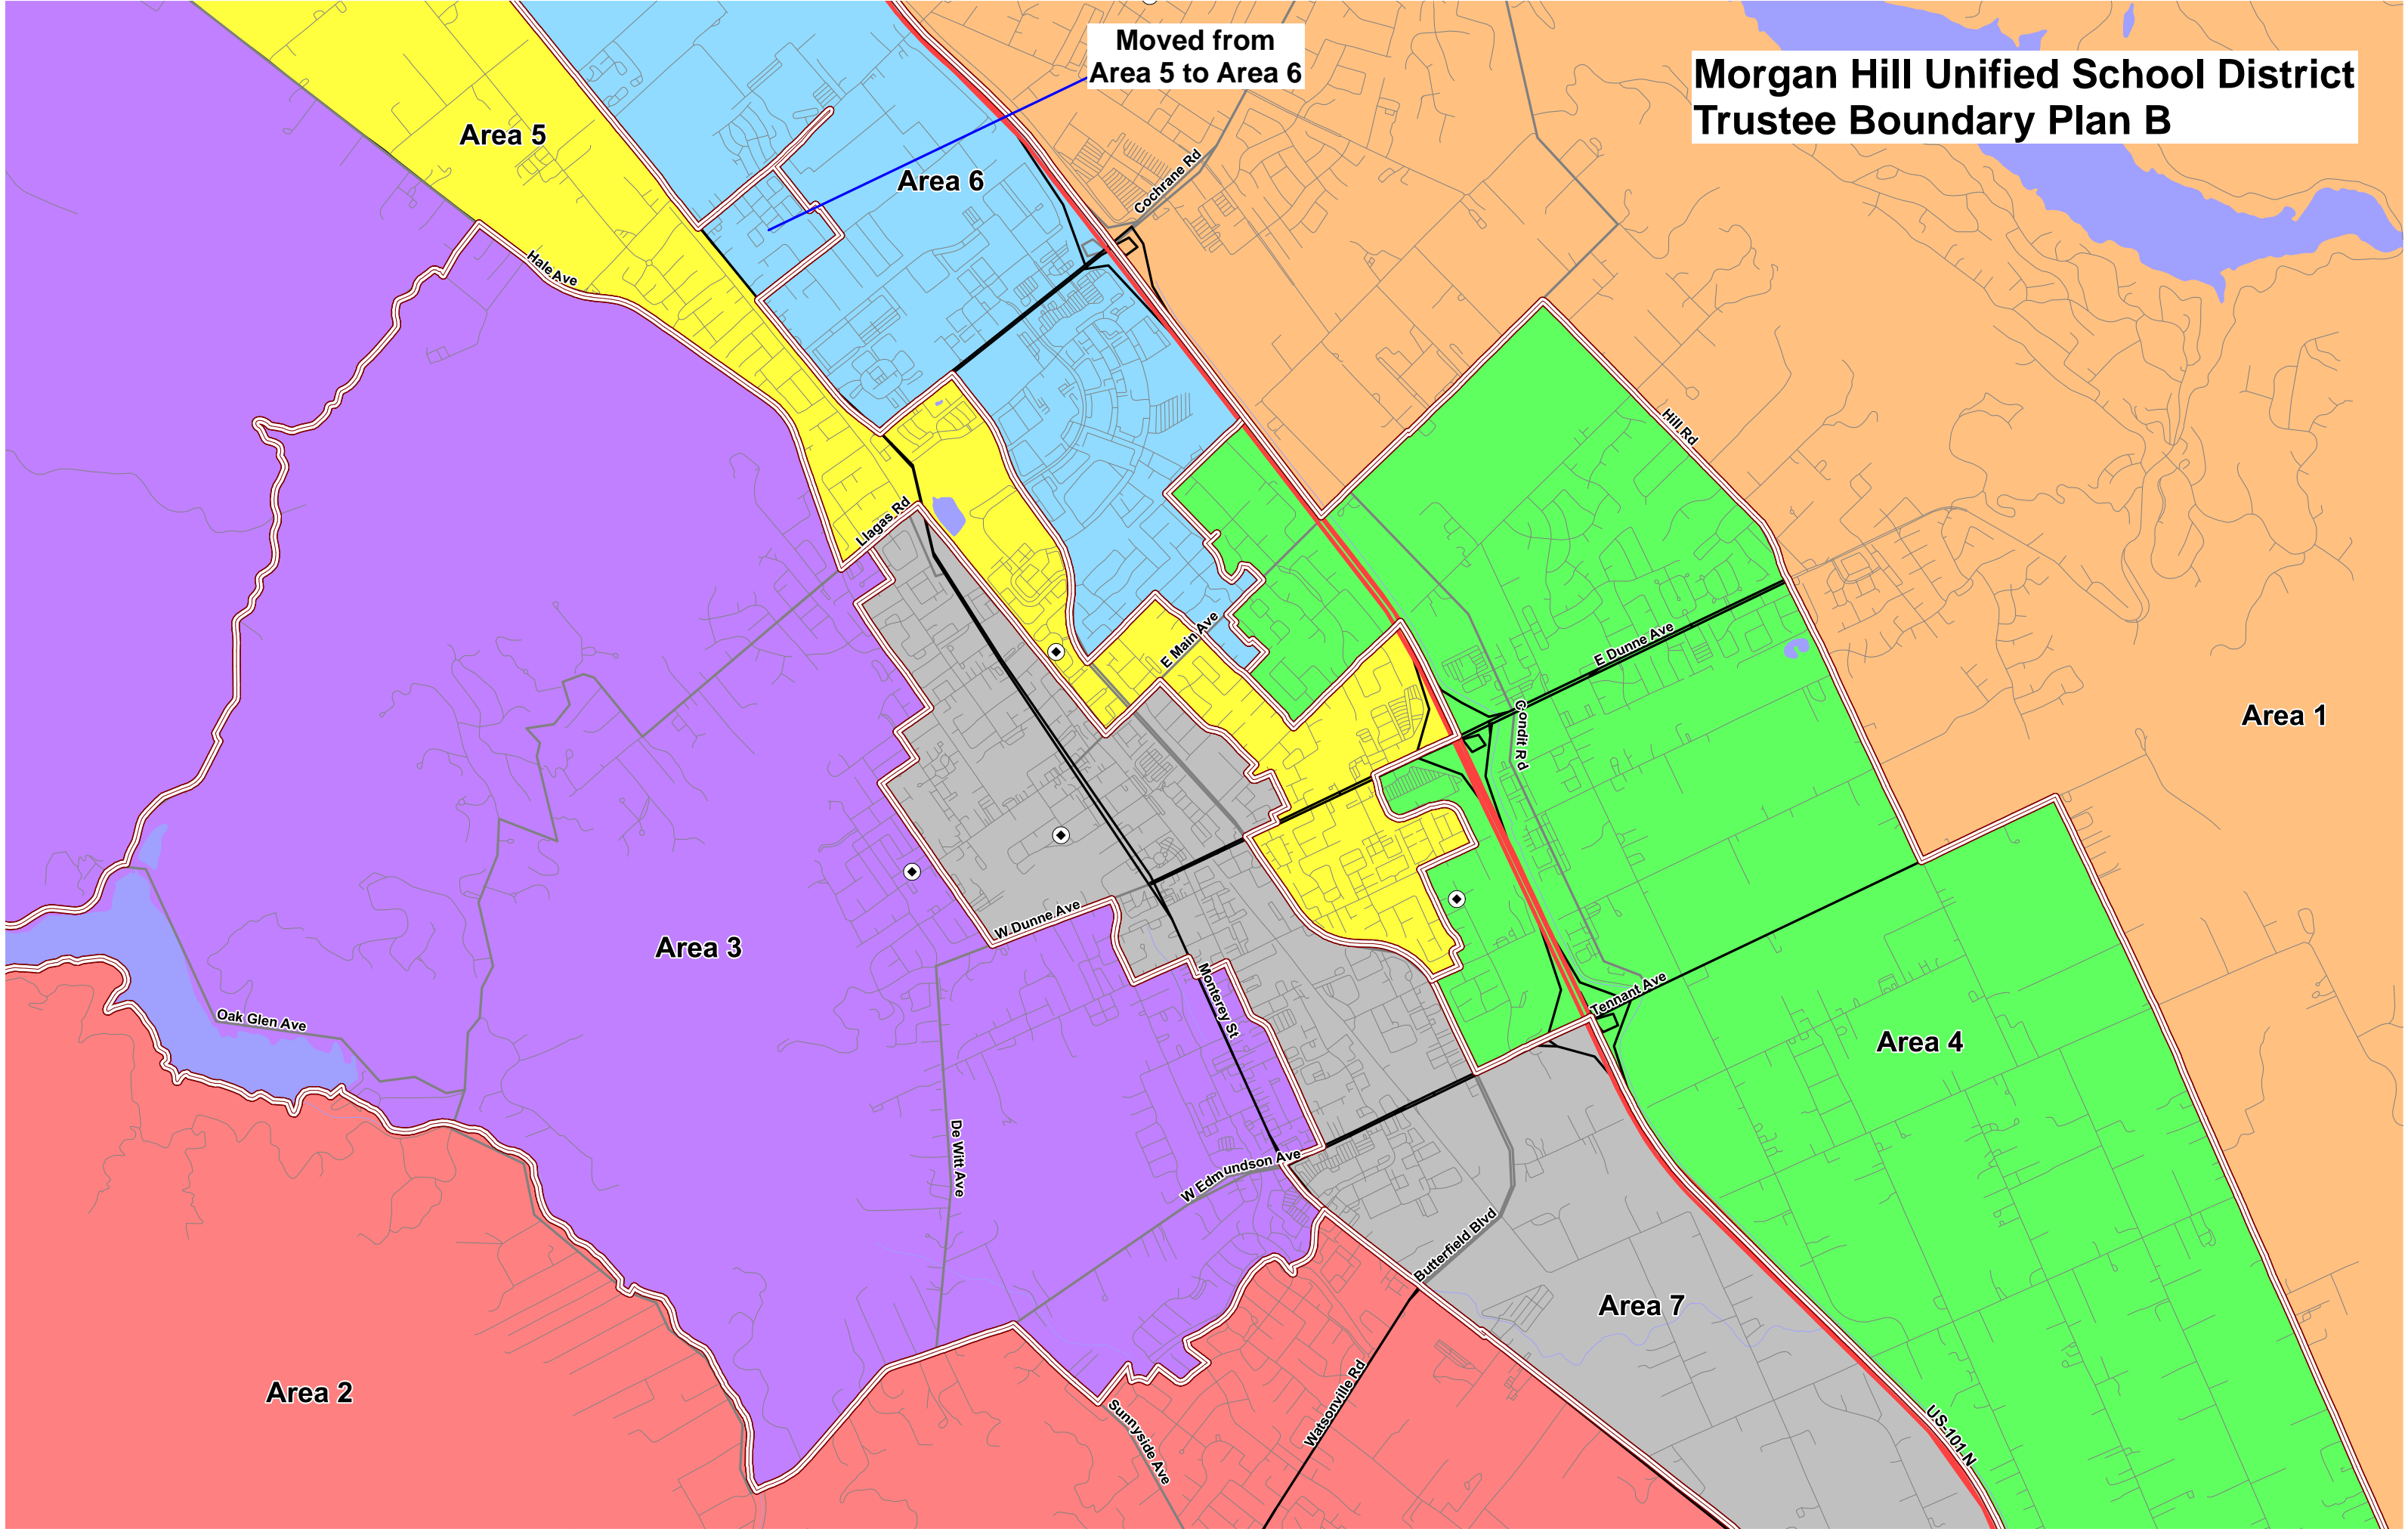 Moved from
Area 5 to Area 6
Morgan Hill Unified School District
Trustee Boundary Plan B
Area 5
Area 6
Cochrane Rd
Hale Ave
Hill Rd
Llagas Rd
E Main Ave
E Dunne Ave
Condit Rd
Area 1
W Dunne Ave
Area 3
Monterey St
Tennant Ave
Oak Glen Ave
Area 4
De Witt Ave
W Edmundson Ave
Butterfield Blvd
Area 7
Area 2
Watsonville Rd
Sunnyside Ave
US-101 N